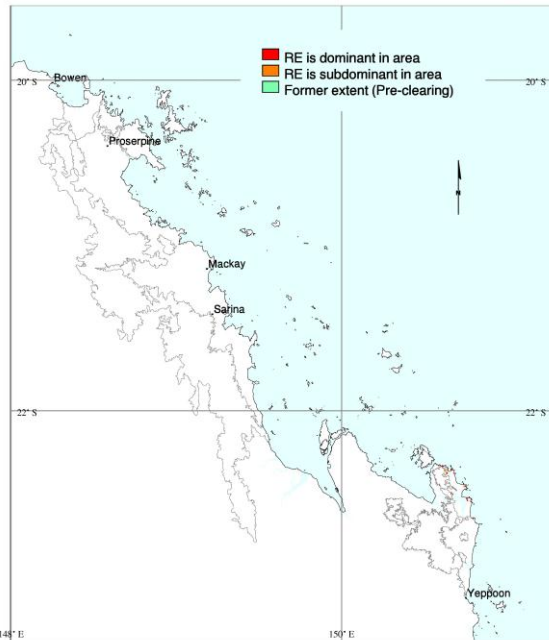 RE is dominant in area
RE is subdominant in area
Former extent (Pre-clearing)
20° S
20° S
Bowen
Proserpine
N
Mackay
Sarina
22° S
22° S
Yeppoon
148° E
150° E